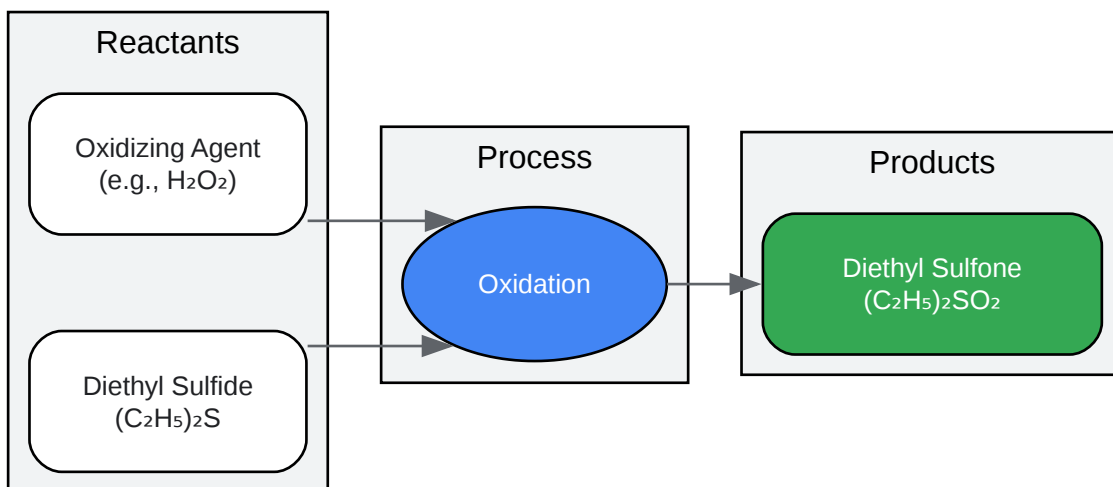 Reactants
Oxidizing Agent
(e.g., H₂O₂)
Diethyl Sulfide
(C₂H₅)₂S
Process
Oxidation
Products
Diethyl Sulfone
(C₂H₅)₂SO₂